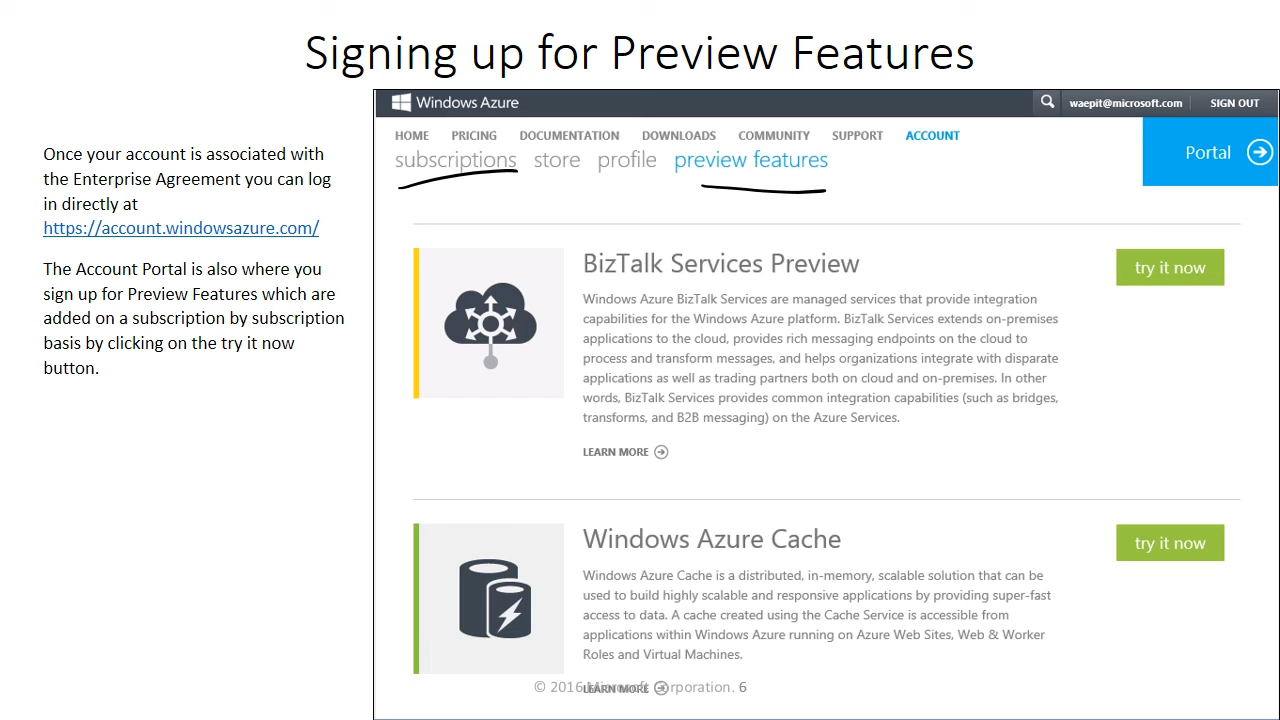 Signing up for Preview Features
Once your account is associated with
the Enterprise Agreement you can log
in directly at
https://account.windowsazure.com/
The Account Portal is also where you
sign up for Preview Features which are
added on a subscription by subscription
basis by clicking on the try it now
button.
Windows Azure
waepit@microsoft.com
SIGN OUT
HOME PRICING DOCUMENTATION DOWNLOADS COMMUNITY SUPPORT ACCOUNT
subscriptions store profile preview features
Portal
BizTalk Services Preview
try it now
Windows Azure BizTalk Services are managed services that provide integration
capabilities for the Windows Azure platform. BizTalk Services extends on-premises
applications to the cloud, provides rich messaging endpoints on the cloud to
process and transform messages, and helps organizations integrate with disparate
applications as well as trading partners both on cloud and on-premises. In other
words, BizTalk Services provides common integration capabilities (such as bridges,
transforms, and B2B messaging) on the Azure Services.
LEARN MORE
Windows Azure Cache
try it now
Windows Azure Cache is a distributed, in-memory, scalable solution that can be
used to build highly scalable and responsive applications by providing super-fast
access to data. A cache created using the Cache Service is accessible from
applications within Windows Azure running on Azure Web Sites, Web & Worker
Roles and Virtual Machines.
LEARN MORE
© 2016 Microsoft Corporation. 6